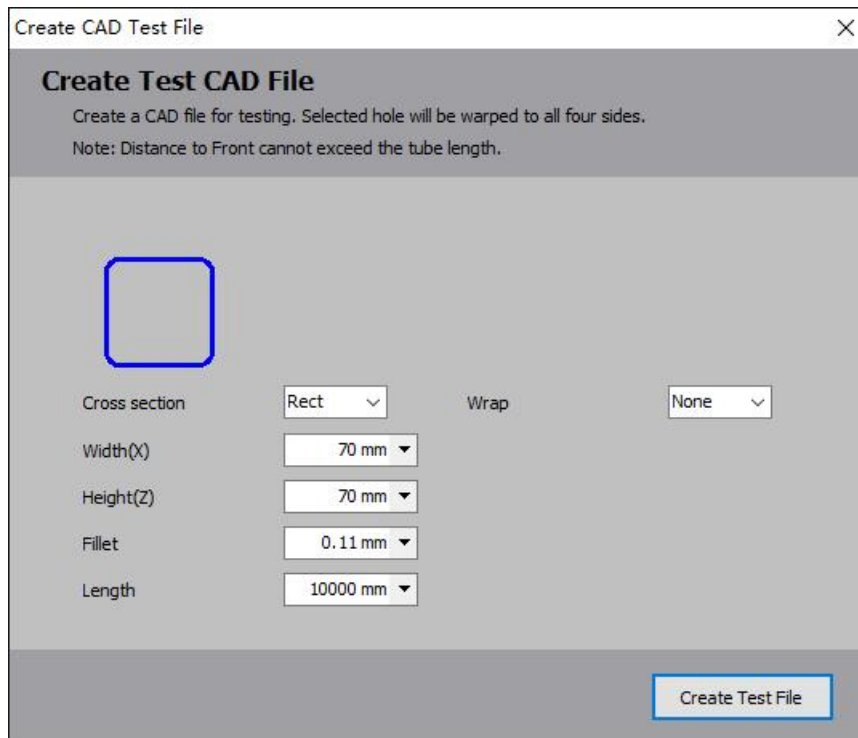 Create CAD Test File
Create Test CAD File
Create a CAD file for testing. Selected hole will be warped to all four sides.
Note: Distance to Front cannot exceed the tube length.
Cross section Rect Wrap None
Width(X) 70 mm
Height(Z) 70 mm
Fillet 0.11 mm
Length 10000 mm
Create Test File